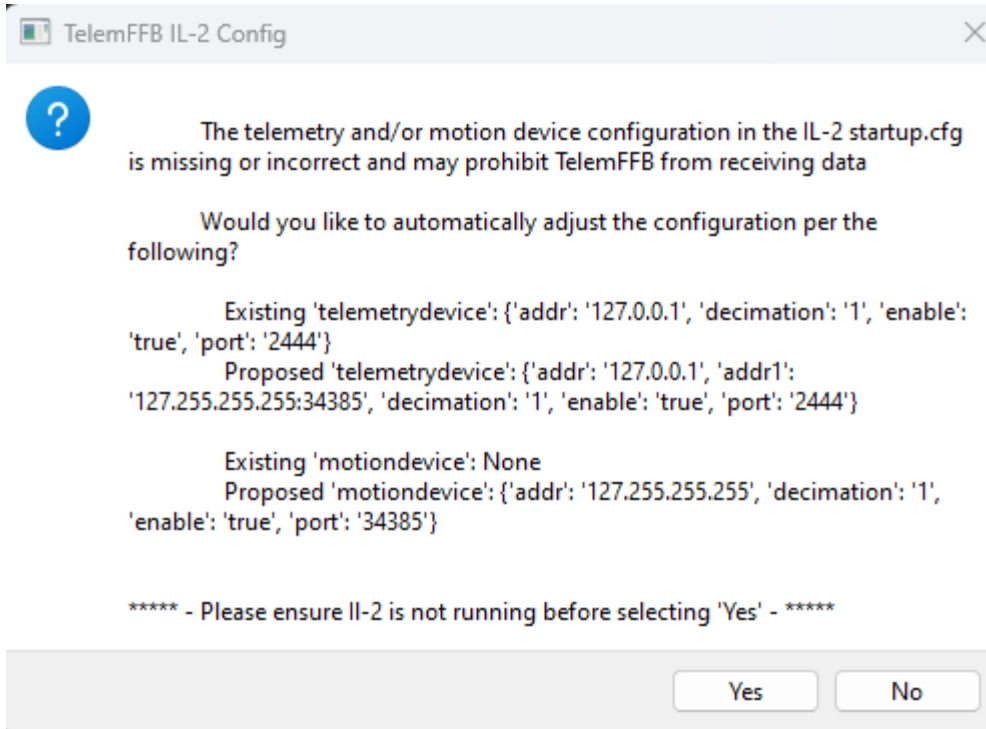 TelemFFB IL-2 Config
?
The telemetry and/or motion device configuration in the IL-2 startup.cfg
is missing or incorrect and may prohibit TelemFFB from receiving data
Would you like to automatically adjust the configuration per the
following?
Existing 'telemetrydevice': {'addr': '127.0.0.1', 'decimation': '1', 'enable':
'true', 'port': '2444'}
Proposed 'telemetrydevice': {'addr': '127.0.0.1', 'addr1':
'127.255.255.255:34385', 'decimation': '1', 'enable': 'true', 'port': '2444'}
Existing 'motiondevice': None
Proposed 'motiondevice': {'addr': '127.255.255.255', 'decimation': '1',
'enable': 'true', 'port': '34385'}
***** - Please ensure Il-2 is not running before selecting 'Yes' - *****
Yes
No